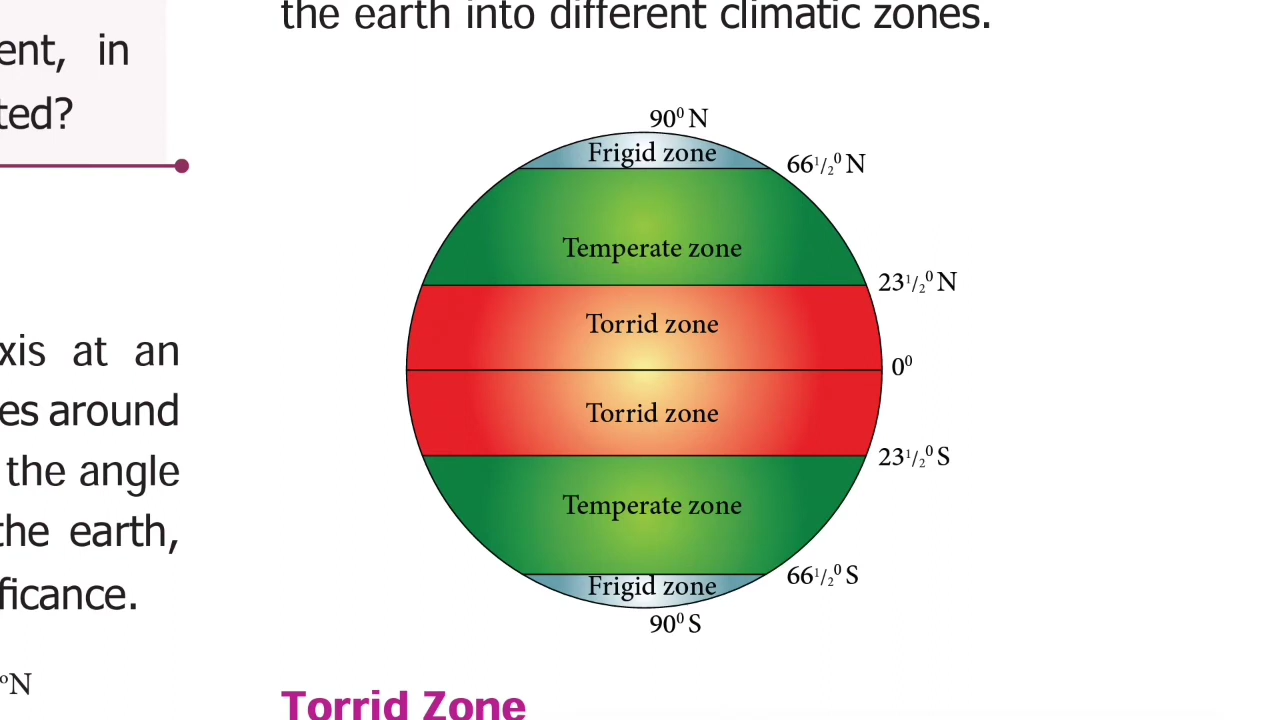 ent, in
ted?
xis at an
es around
the angle
the earth,
ficance.
°N
the earth into different climatic zones.
90⁰ N
Frigid zone
66¹/₂⁰ N
Temperate zone
23¹/₂⁰ N
Torrid zone
0⁰
Torrid zone
23¹/₂⁰ S
Temperate zone
66¹/₂⁰ S
Frigid zone
90⁰ S
Torrid Zone